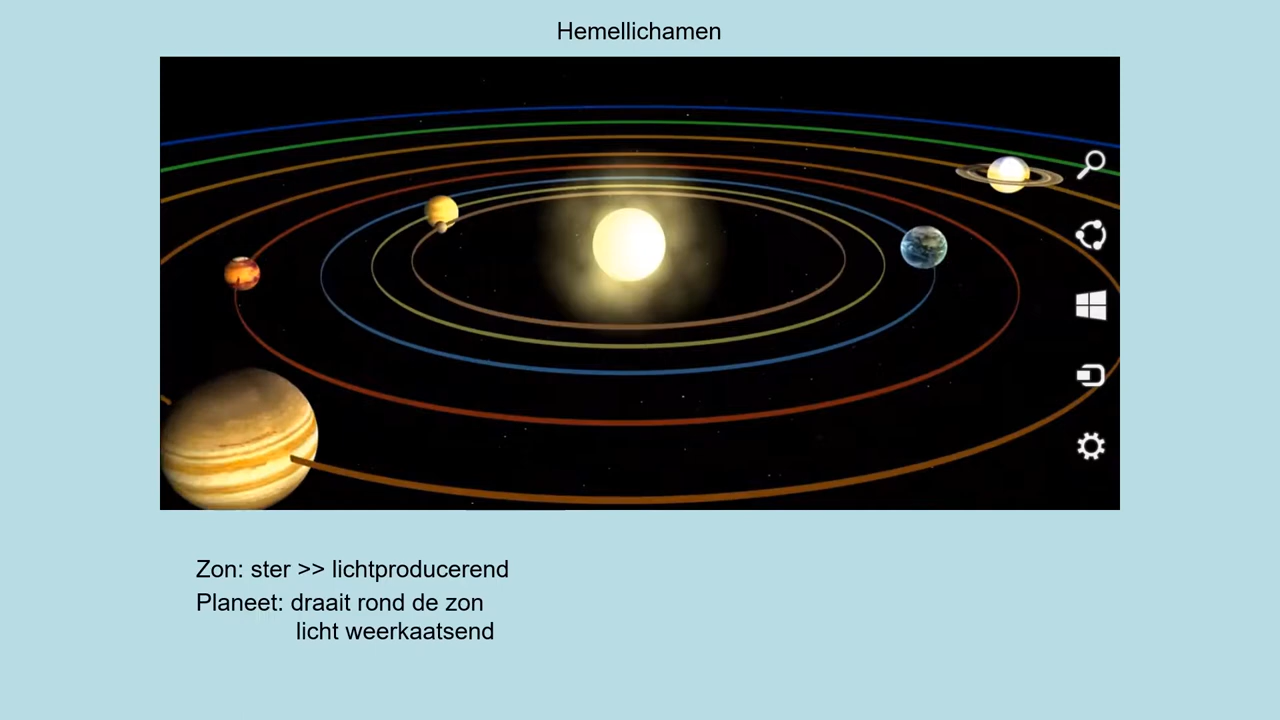 Hemellichamen
Zon: ster >> lichtproducerend
Planeet: draait rond de zon
licht weerkaatsend